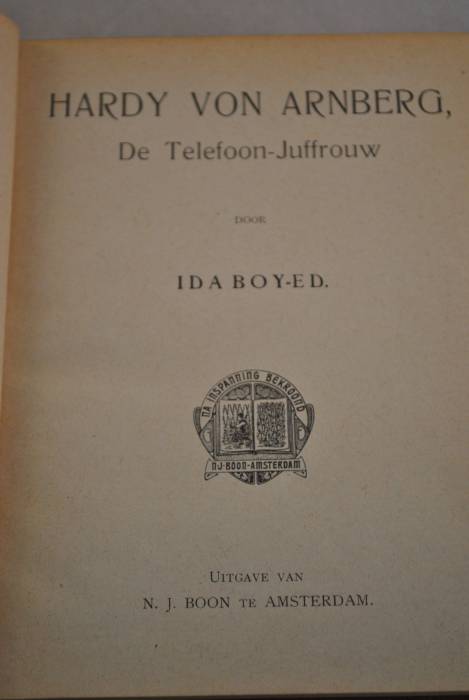 HARDY VON ARNBERG,
De Telefoon-Juffrouw
DOOR
IDA BOY-ED.
NA INSPANNING BEKROOND
N·J·BOON-AMSTERDAM
UITGAVE VAN
N. J. BOON TE AMSTERDAM.